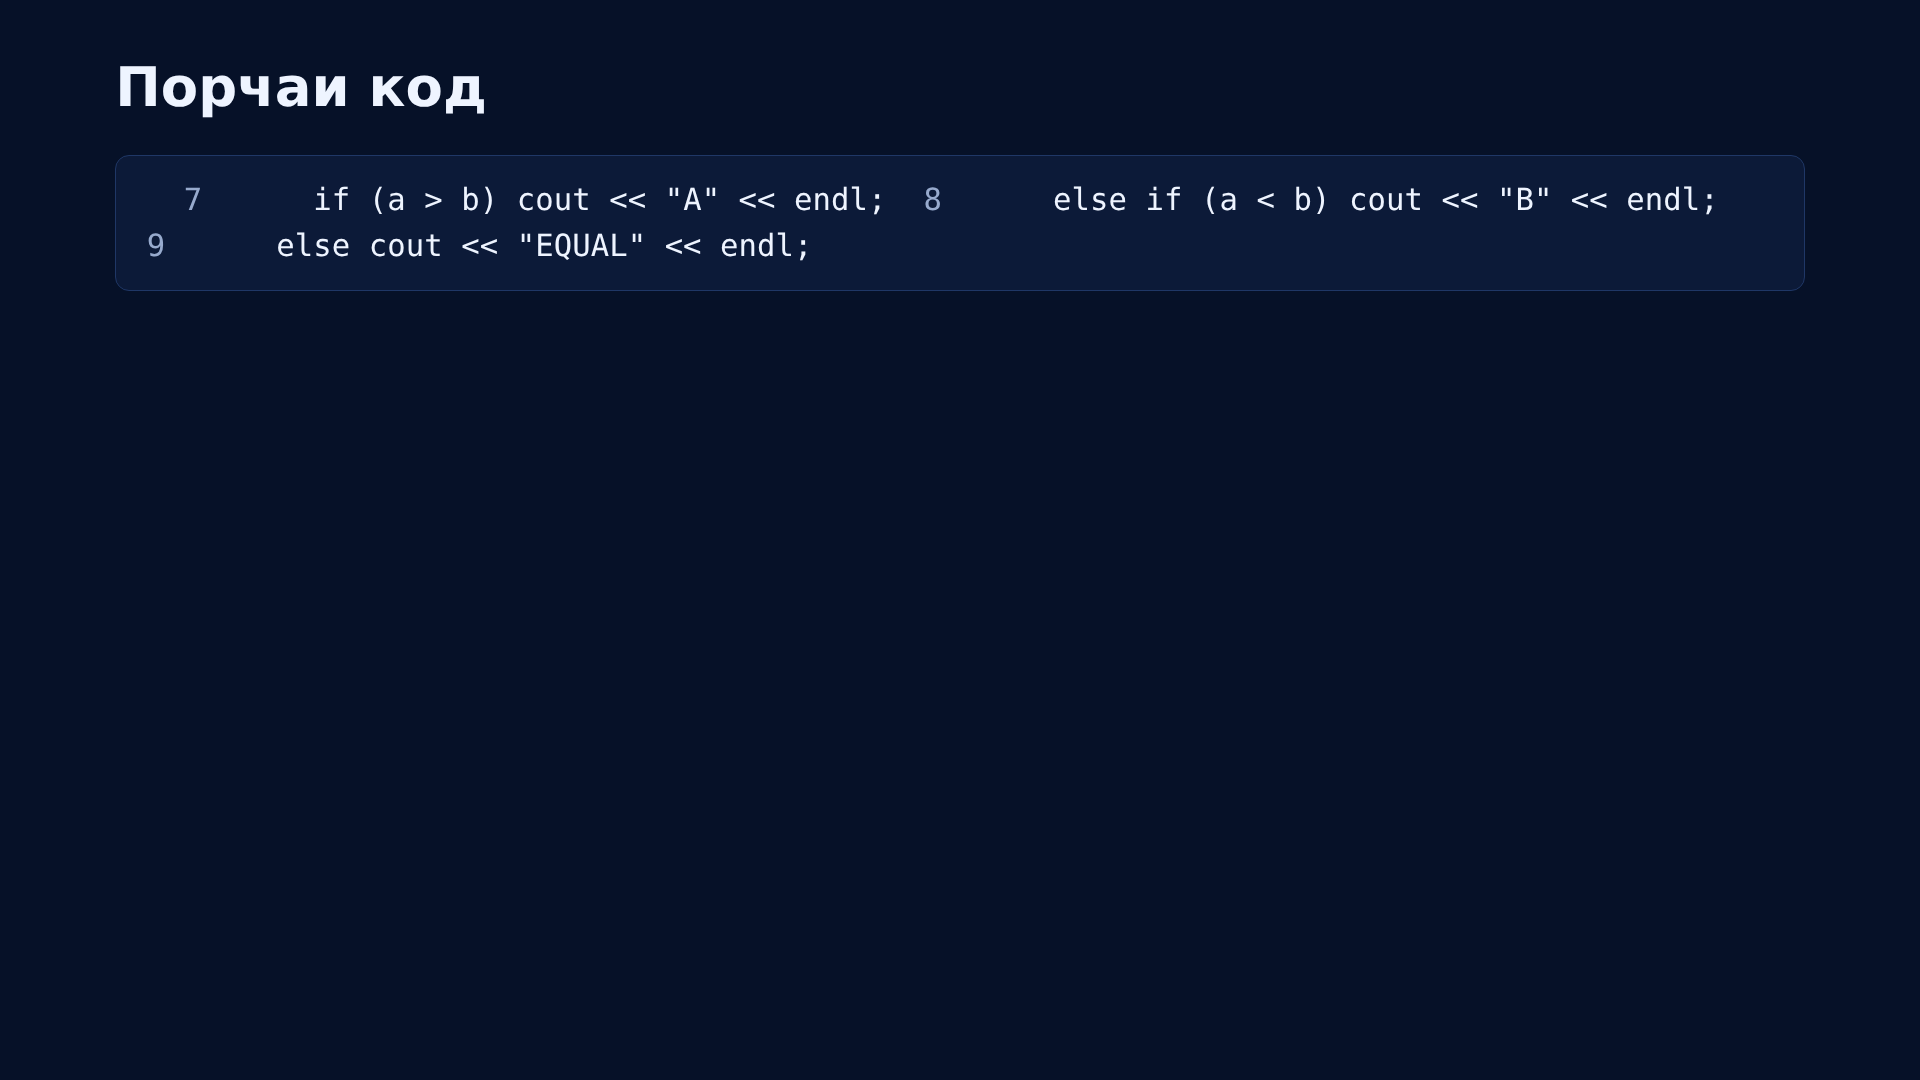 Порчаи код
7      if (a > b) cout << "A" << endl;  8      else if (a < b) cout << "B" << endl;
9      else cout << "EQUAL" << endl;